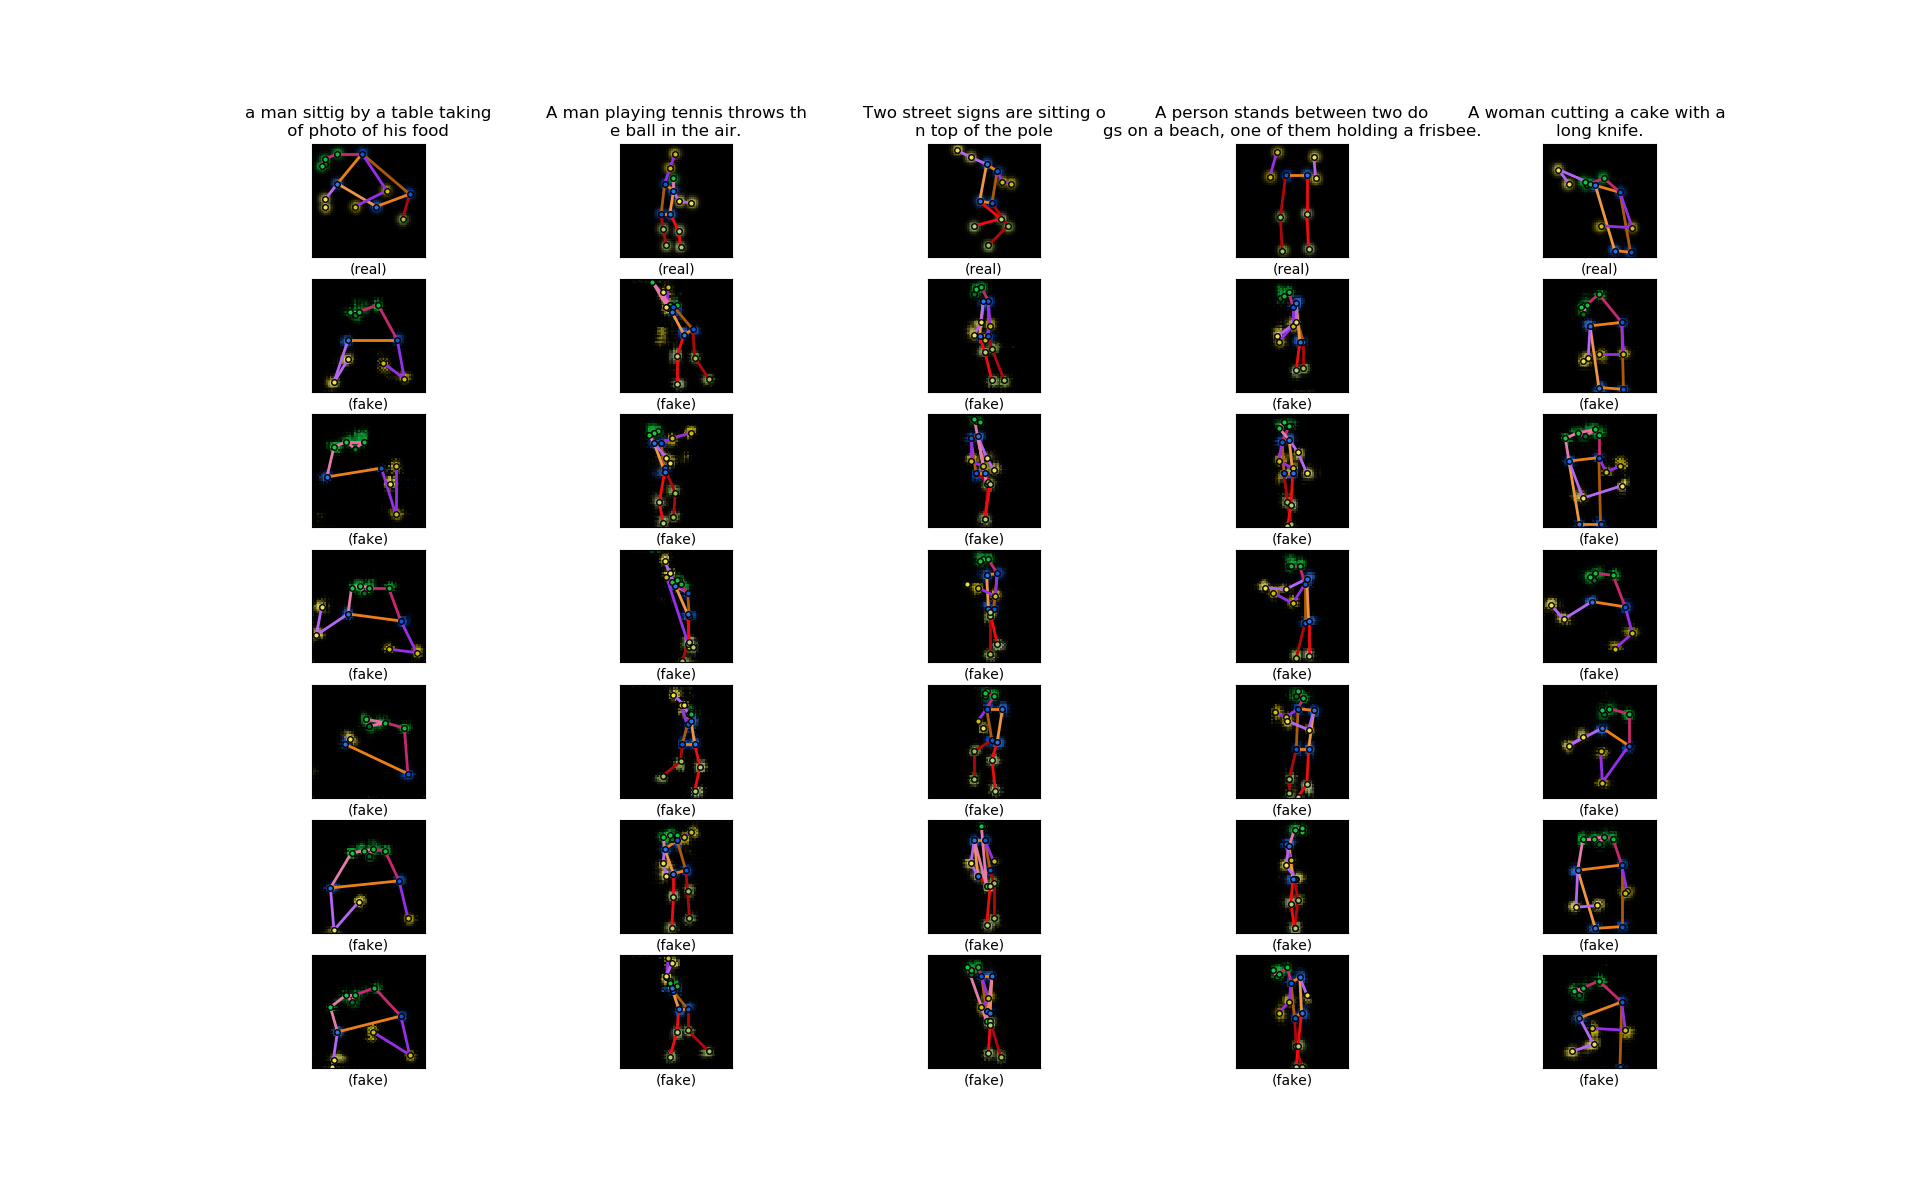 a man sittig by a table taking
of photo of his food
A man playing tennis throws th
e ball in the air.
Two street signs are sitting o
n top of the pole
A person stands between two do
gs on a beach, one of them holding a frisbee.
A woman cutting a cake with a
long knife.
(real) (real) (real) (real) (real)
(fake) (fake) (fake) (fake) (fake)
(fake) (fake) (fake) (fake) (fake)
(fake) (fake) (fake) (fake) (fake)
(fake) (fake) (fake) (fake) (fake)
(fake) (fake) (fake) (fake) (fake)
(fake) (fake) (fake) (fake) (fake)